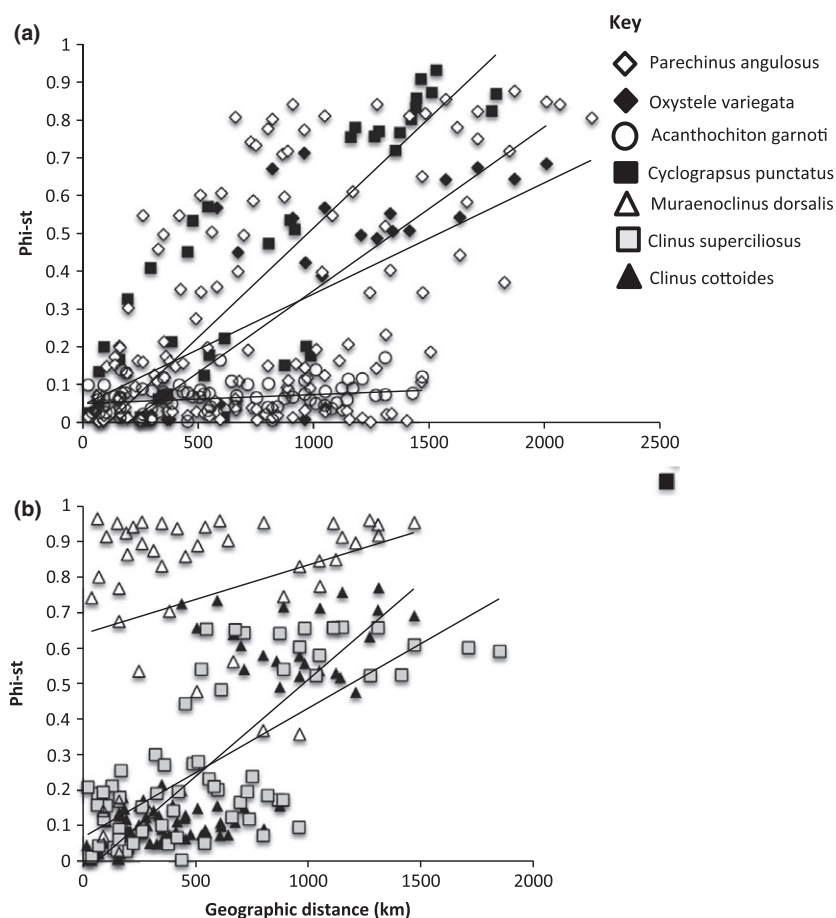 (a)
1
0.9
0.8
0.7
0.6
0.5
0.4
0.3
0.2
0.1
0
Phi-st
0 500 1000 1500 2000 2500
Key
Parechinus angulosus
Oxystele variegata
Acanthochiton garnoti
Cyclograpsus punctatus
Muraenoclinus dorsalis
Clinus superciliosus
Clinus cottoides
(b)
1
0.9
0.8
0.7
0.6
0.5
0.4
0.3
0.2
0.1
0
Phi-st
0 500 1000 1500 2000
Geographic distance (km)